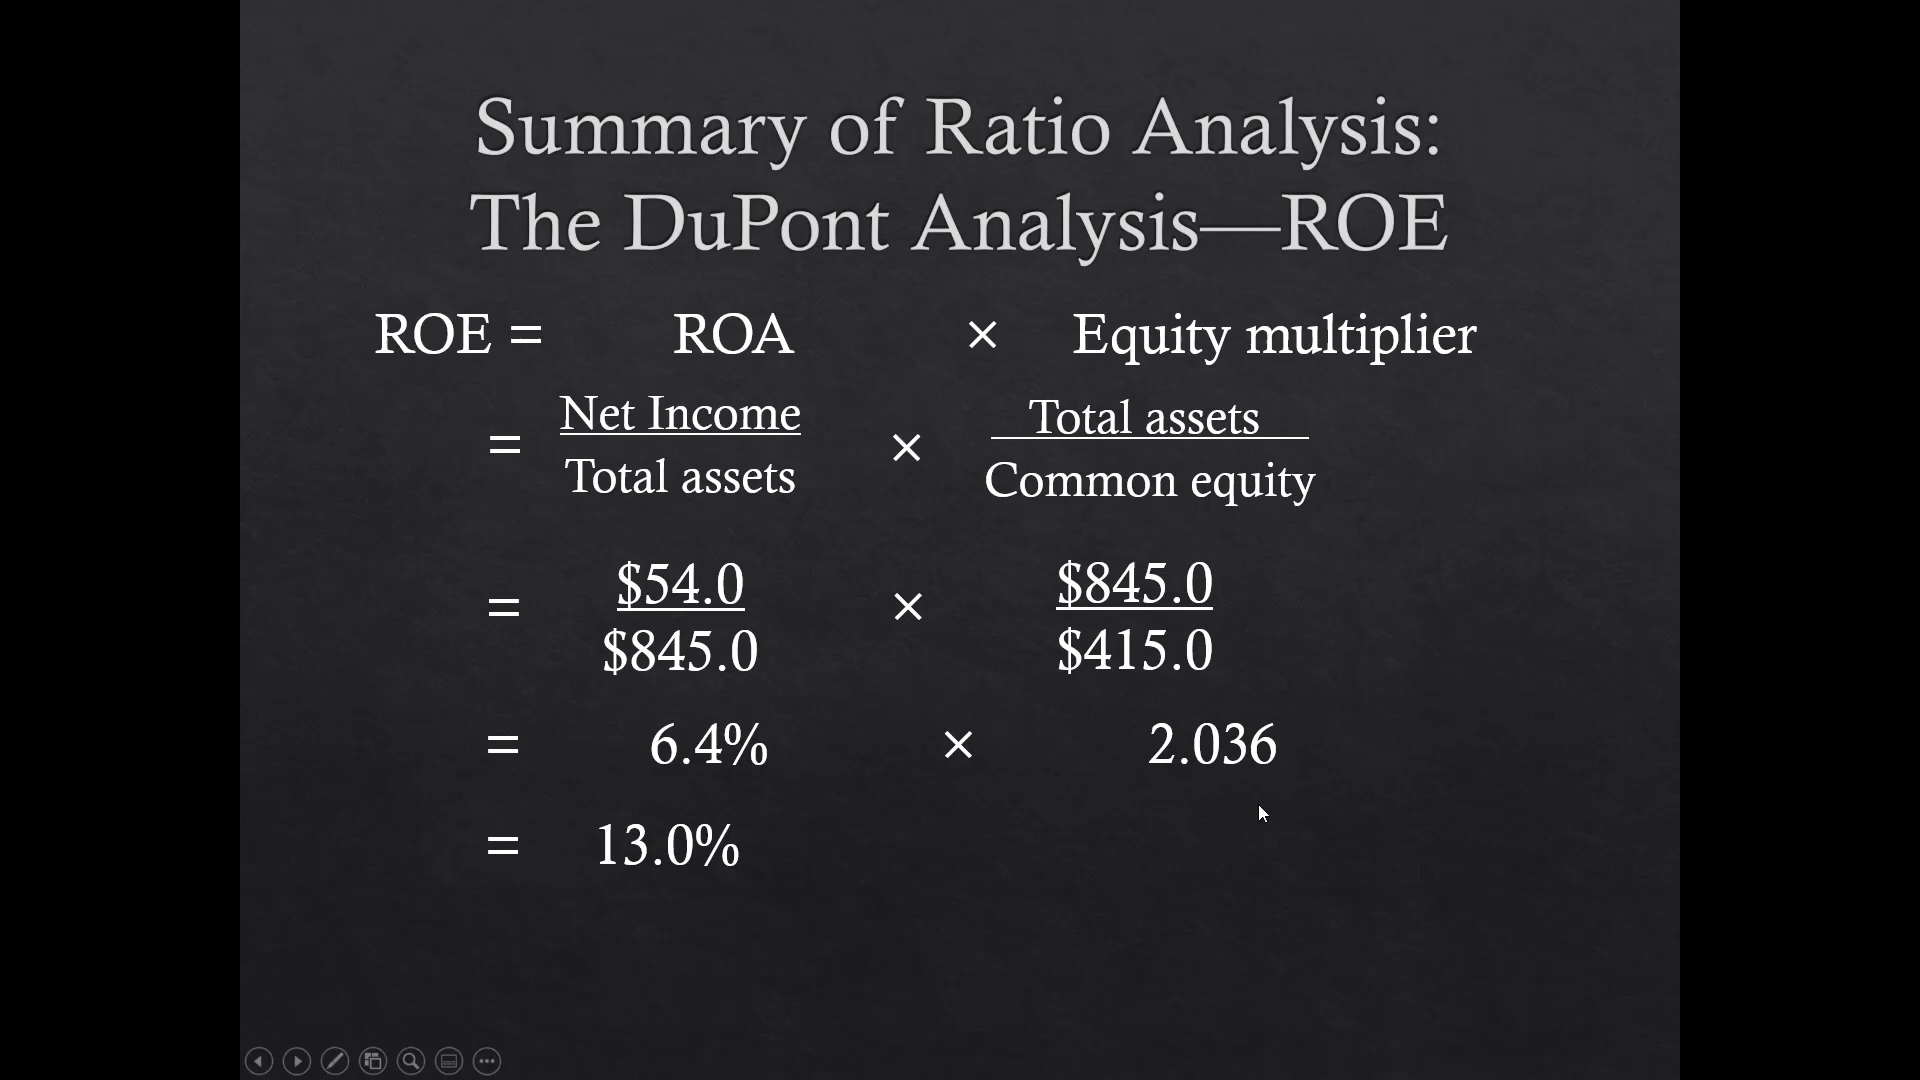 Summary of Ratio Analysis:
The DuPont Analysis—ROE
ROE = ROA × Equity multiplier
= Net Income × Total assets
Total assets Common equity
= $54.0 × $845.0
$845.0 $415.0
= 6.4% × 2.036
= 13.0%